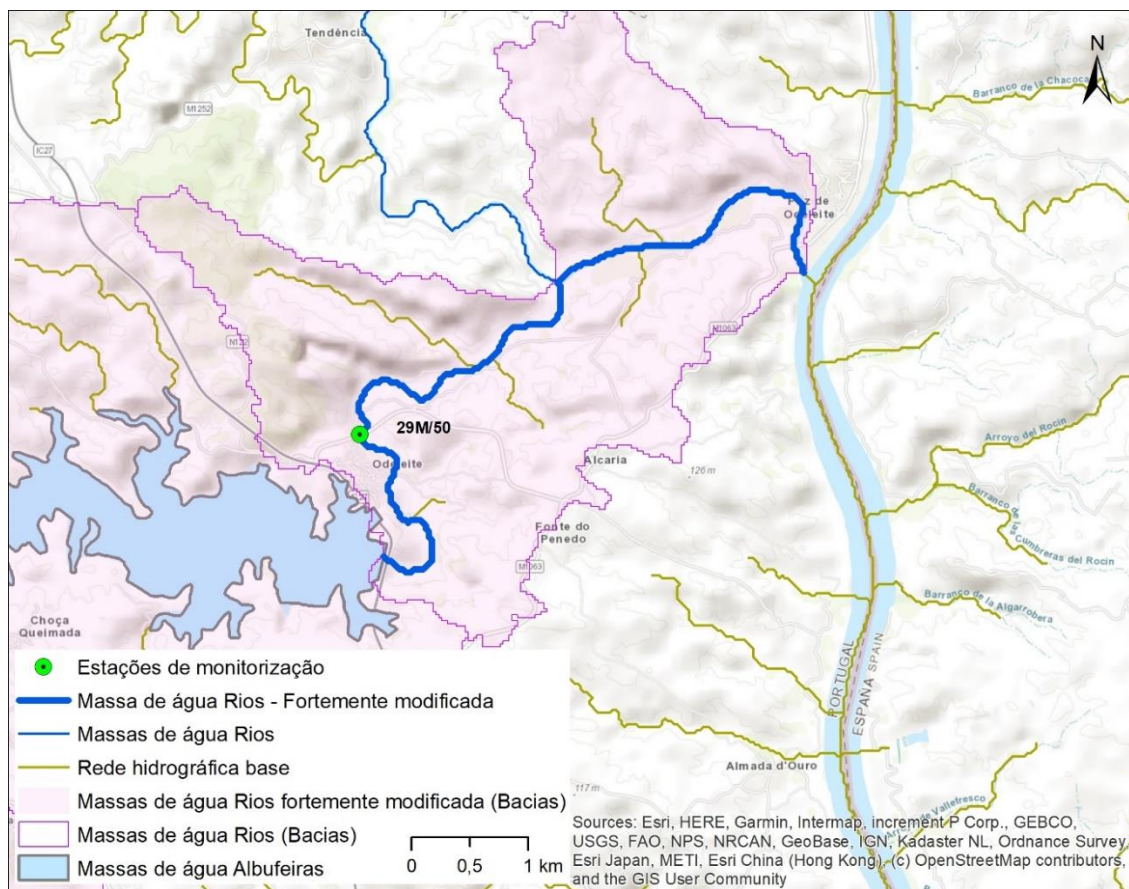 Tendência
N
Barranco de la Chacoca
M1252
IC27
Foz de
Odeleite
M1063
N122
29M/50
Odeleite
Alcaria
126 m
Arroyo del Rocín
Barranco de las
Cumbreras del Rocín
Fonte do
Penedo
M1063
Barranco de la Algarrobera
Choça
Queimada
PORTUGAL
ESPAÑA SPAIN
Almada d'Ouro
117 m
Estações de monitorização
Massa de água Rios - Fortemente modificada
Massas de água Rios
Rede hidrográfica base
Massas de água Rios fortemente modificada (Bacias)
Massas de água Rios (Bacias)
Massas de água Albufeiras
0 1 km
de Vallefresco
Sources: Esri, HERE, Garmin, Intermap, increment P Corp., GEBCO,
USGS, FAO, NPS, NRCAN, GeoBase, IGN, Kadaster NL, Ordnance Survey,
Esri Japan, METI, Esri China (Hong Kong), (c) OpenStreetMap contributors,
and the GIS User Community